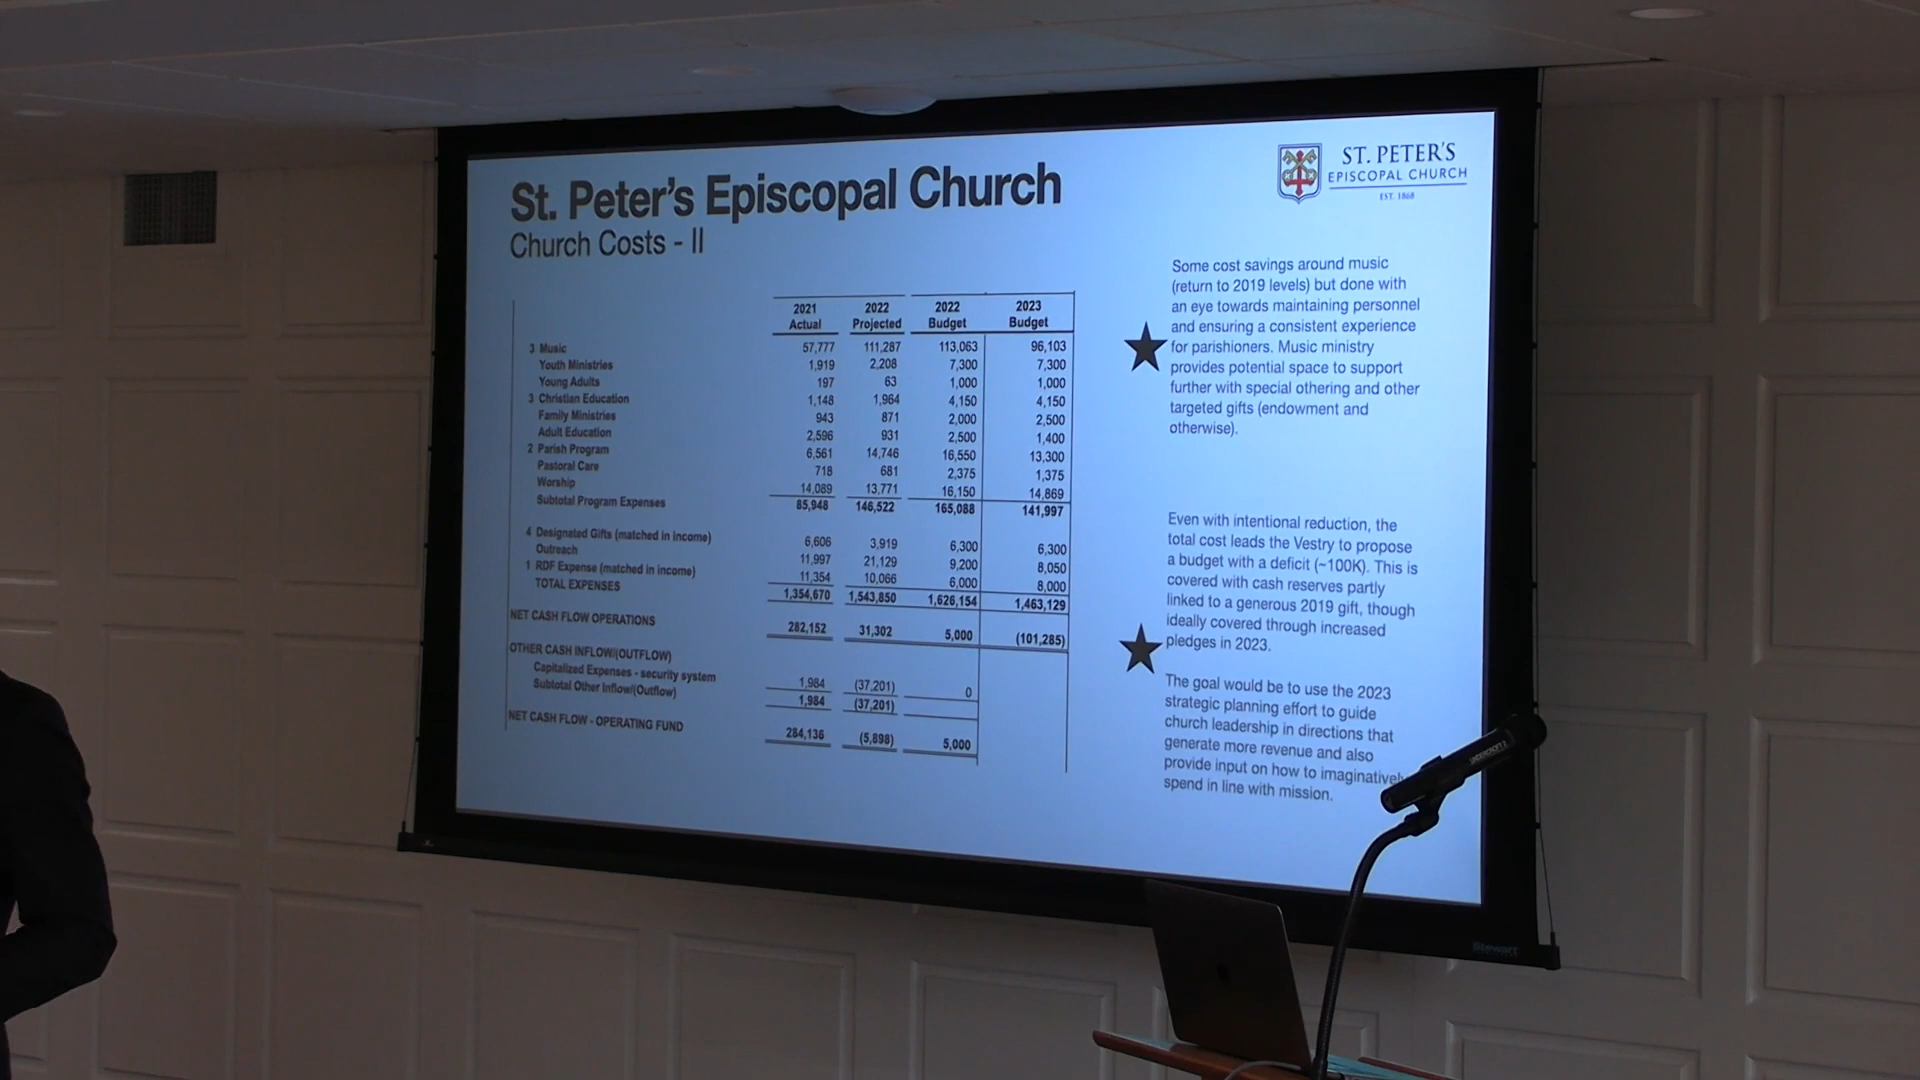 St. Peter's Episcopal Church
Church Costs - II
ST. PETER'S
EPISCOPAL CHURCH
EST. 1868
2021 Actual 2022 Projected 2022 Budget 2023 Budget
3 Music 57,777 111,287 113,063 96,103
Youth Ministries 1,919 2,208 7,300 7,300
Young Adults 197 63 1,000 1,000
3 Christian Education 1,148 1,964 4,150 4,150
Family Ministries 943 871 2,000 2,500
Adult Education 2,596 931 2,500 1,400
2 Parish Program 6,561 14,746 16,550 13,300
Pastoral Care 718 681 2,375 1,375
Worship 14,089 13,771 16,150 14,869
Subtotal Program Expenses 85,948 146,522 165,088 141,997
4 Designated Gifts (matched in income) 6,606 3,919 6,300 6,300
Outreach 11,997 21,129 9,200 8,050
1 RDF Expense (matched in income) 11,354 10,066 6,000 8,000
TOTAL EXPENSES 1,354,670 1,543,850 1,626,154 1,463,129
NET CASH FLOW OPERATIONS 282,152 31,302 5,000 (101,285)
OTHER CASH INFLOW/(OUTFLOW)
Capitalized Expenses - security system 1,984 (37,201) 0
Subtotal Other Inflow/(Outflow) 1,984 (37,201)
NET CASH FLOW - OPERATING FUND 284,136 (5,898) 5,000
Some cost savings around music
(return to 2019 levels) but done with
an eye towards maintaining personnel
and ensuring a consistent experience
for parishioners. Music ministry
provides potential space to support
further with special othering and other
targeted gifts (endowment and
otherwise).
Even with intentional reduction, the
total cost leads the Vestry to propose
a budget with a deficit (~100K). This is
covered with cash reserves partly
linked to a generous 2019 gift, though
ideally covered through increased
pledges in 2023.
The goal would be to use the 2023
strategic planning effort to guide
church leadership in directions that
generate more revenue and also
provide input on how to imaginatively
spend in line with mission.
UNDERCROFT 2
Stewart